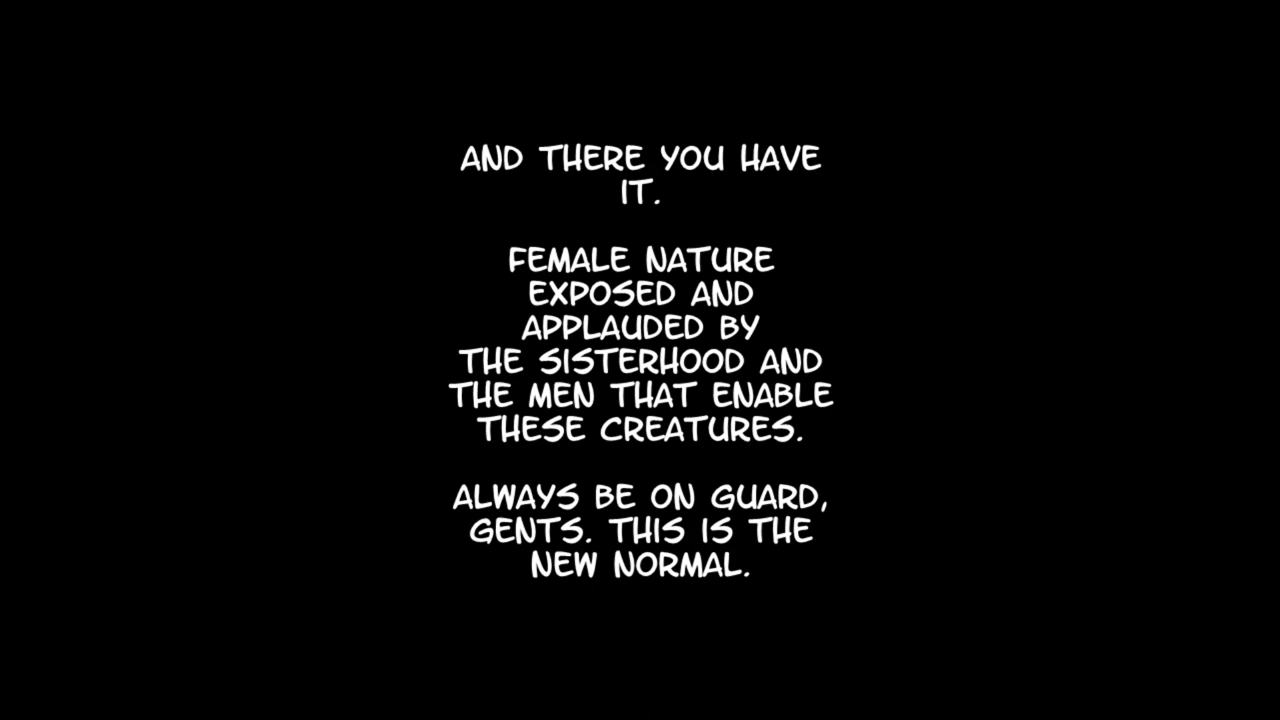 AND THERE YOU HAVE
IT.
FEMALE NATURE
EXPOSED AND
APPLAUDED BY
THE SISTERHOOD AND
THE MEN THAT ENABLE
THESE CREATURES.
ALWAYS BE ON GUARD,
GENTS. THIS IS THE
NEW NORMAL.